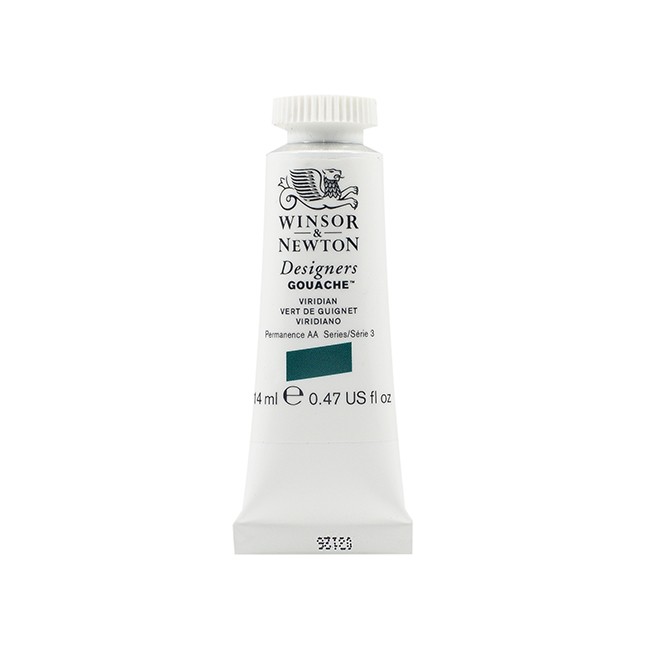 WINSOR
&
NEWTON
Designers
GOUACHE™
VIRIDIAN
VERT DE GUIGNET
VIRIDIANO
Permanence AA Series/Série 3
14 ml ℮ 0.47 US fl oz